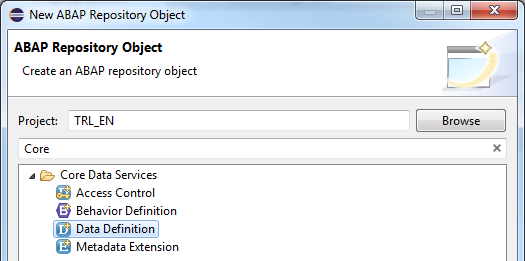 New ABAP Repository Object
ABAP Repository Object
Create an ABAP repository object
Project: TRL_EN Browse
Core
Core Data Services
Access Control
B Behavior Definition
D Data Definition
E Metadata Extension